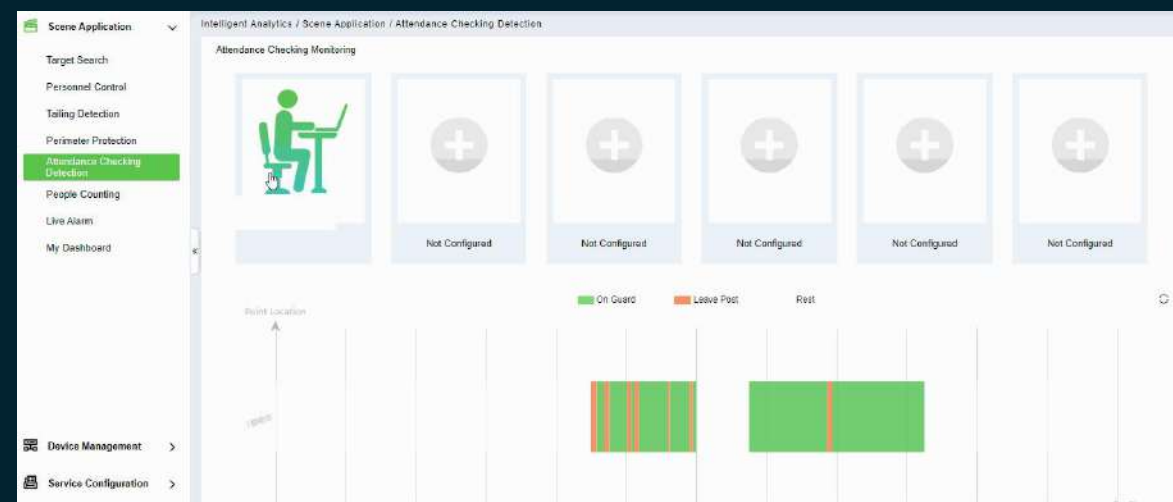 Scene Application
Target Search
Personnel Control
Tailing Detection
Perimeter Protection
Attendance Checking
Detection
People Counting
Live Alarm
My Dashboard
Device Management
Service Configuration
Intelligent Analytics / Scene Application / Attendance Checking Detection
Attendance Checking Monitoring
Not Configured
Not Configured
Not Configured
Not Configured
Not Configured
On Guard
Leave Post
Rest
Point Location